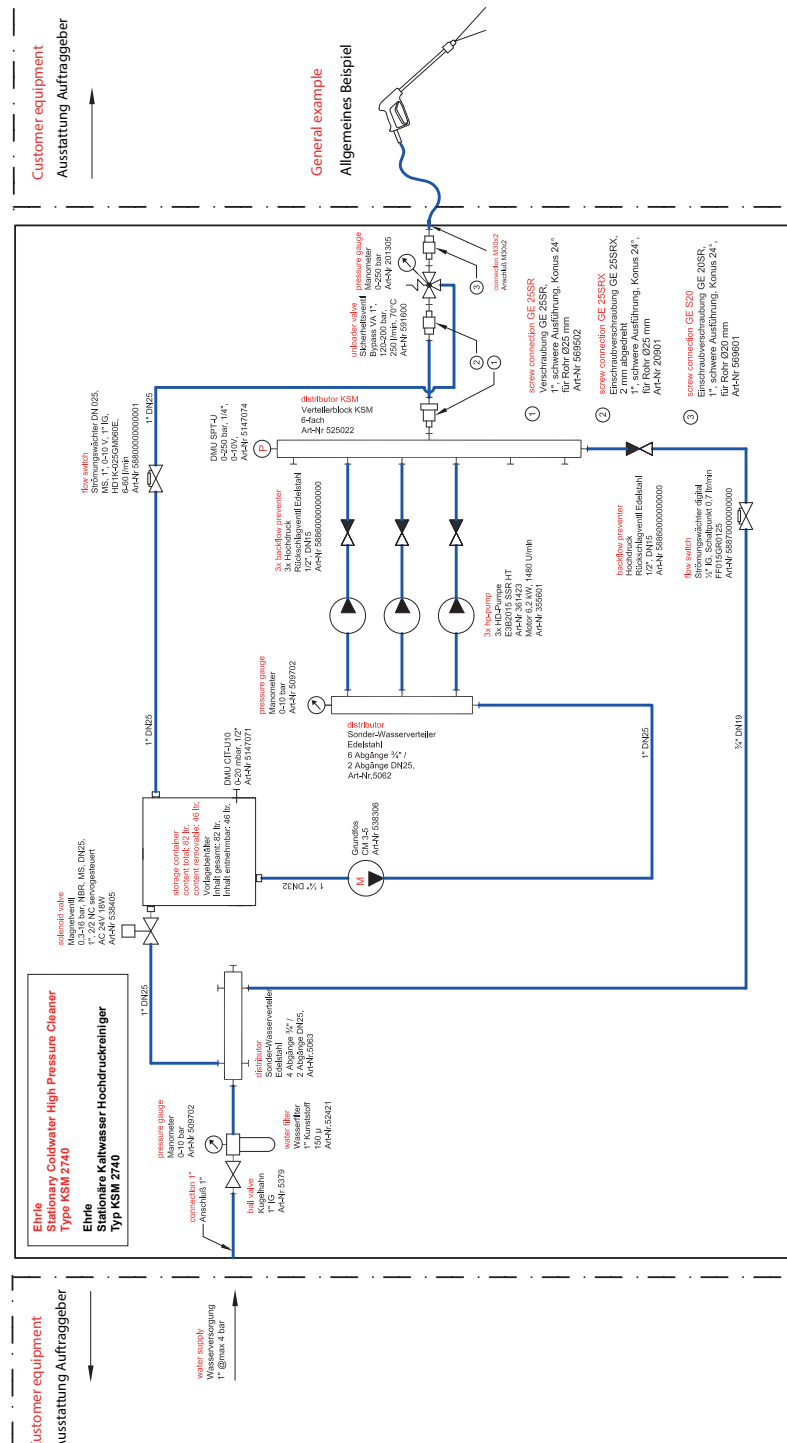 Customer equipment
Ausstattung Auftraggeber
water supply
Wasserversorgung
1" @max 4 bar
Ehrle
Stationary Coldwater High Pressure Cleaner
Type KSM 2740
Ehrle
Stationäre Kaltwasser Hochdruckreiniger
Typ KSM 2740
connection 1"
Anschluß 1"
ball valve
Kugelhahn
1" IG
Art-Nr 5379
pressure gauge
Manometer
0-10 bar
Art-Nr 509702
water filter
Wasserfilter
1" Kunststoff
150 µ
Art-Nr.52421
distributor
Sonder-Wasserverteiler
Edelstahl
4 Abgänge ¾" /
2 Abgänge DN25,
Art-Nr.5063
1" DN25
solenoid valve
Magnetventil
0,3-16 bar, NBR, MS, DN25,
1", 2/2 NC servogesteuert
AC 24V 18W
Art-Nr 538405
storage container
content total: 82 ltr.
content removable: 46 ltr.
Vorlagebehälter
Inhalt gesamt: 82 ltr.
Inhalt entnehmbar: 46 ltr.
DMU CIT-U10
0-20 mbar, 1/2"
Art-Nr 5147071
1 ¼" DN32
M
Grundfos
CM 3-5
Art-Nr 538306
1" DN25
pressure gauge
Manometer
0-10 bar
Art-Nr 509702
distributor
Sonder-Wasserverteiler
Edelstahl
6 Abgänge ¾" /
2 Abgänge DN25,
Art-Nr.5062
1" DN25
¾" DN19
3x hp-pump
3x HD-Pumpe
E3B2015 SSR HT
Art-Nr 361423
Motor 6,2 kW, 1480 U/min
Art-Nr 355601
3x backflow preventer
3x Hochdruck
Rückschlagventil Edelstahl
1/2", DN15
Art-Nr 58860000000000
flow switch
Strömungswächter DN 025,
MS, 1", 0-10 V, 1" IG,
HD1K-025GM060E,
6-60 l/min
Art-Nr 58800000000001
1" DN25
DMU SPT-U
0-250 bar, 1/4",
0-10V,
Art-Nr 5147074
P
distributor KSM
Verteilerblock KSM
6-fach
Art-Nr 525022
unloader valve
Sicherheitsventil
Bypass VA 1",
120-200 bar,
250 l/min, 70°C
Art-Nr 591600
pressure gauge
Manometer
0-250 bar
Art-Nr 201305
1
2
3
connection M30x2
Anschluß M30x2
backflow preventer
Hochdruck
Rückschlagventil Edelstahl
1/2", DN15
Art-Nr 58860000000000
flow switch
Strömungswächter digital
½" IG, Schaltpunkt 0,7 ltr/min
FF015GR0125
Art-Nr 58870000000000
1
screw connection GE 25SR
Verschraubung GE 25SR,
1", schwere Ausführung, Konus 24°
für Rohr Ø25 mm
Art-Nr 569502
2
screw connection GE 25SRX
Einschraubverschraubung GE 25SRX,
2 mm abgedreht
1", schwere Ausführung, Konus 24°,
für Rohr Ø25 mm
Art-Nr 20901
3
screw connection GE S20
Einschraubverschraubung GE 20SR,
1", schwere Ausführung, Konus 24°,
für Rohr Ø20 mm
Art-Nr 569601
Customer equipment
Ausstattung Auftraggeber
General example
Allgemeines Beispiel